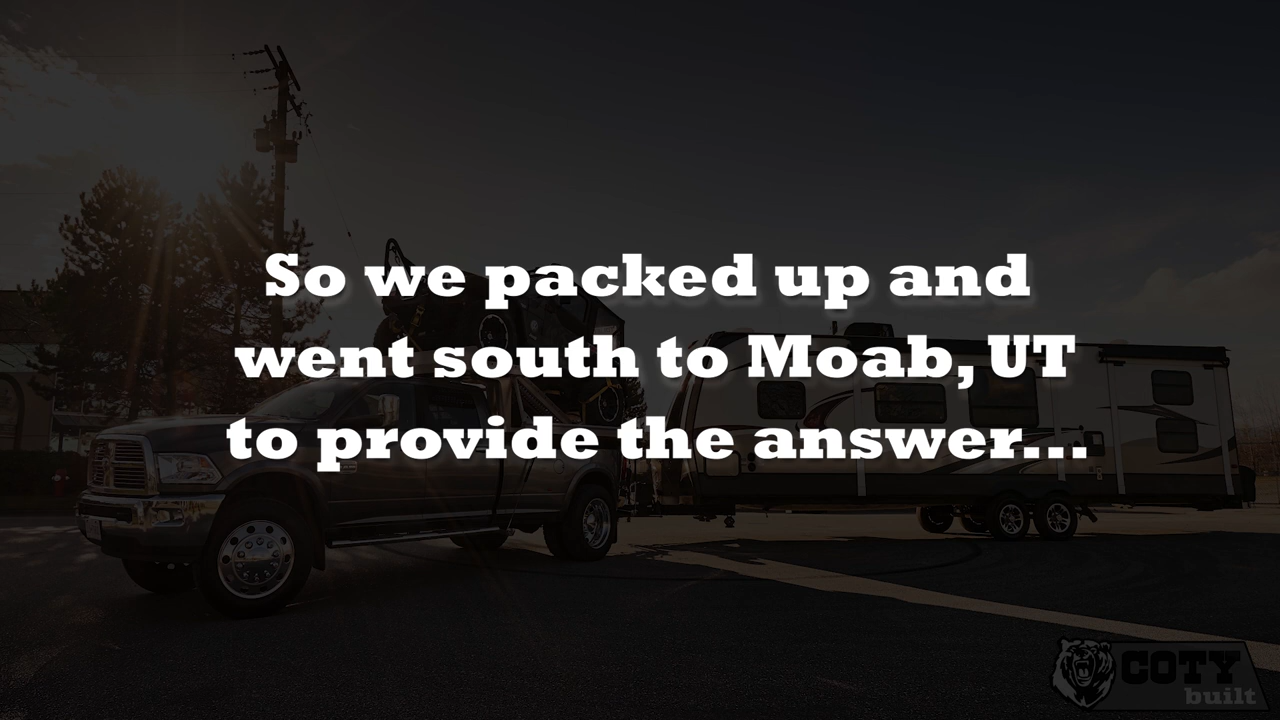 So we packed up and
went south to Moab, UT
to provide the answer...
COTY
built